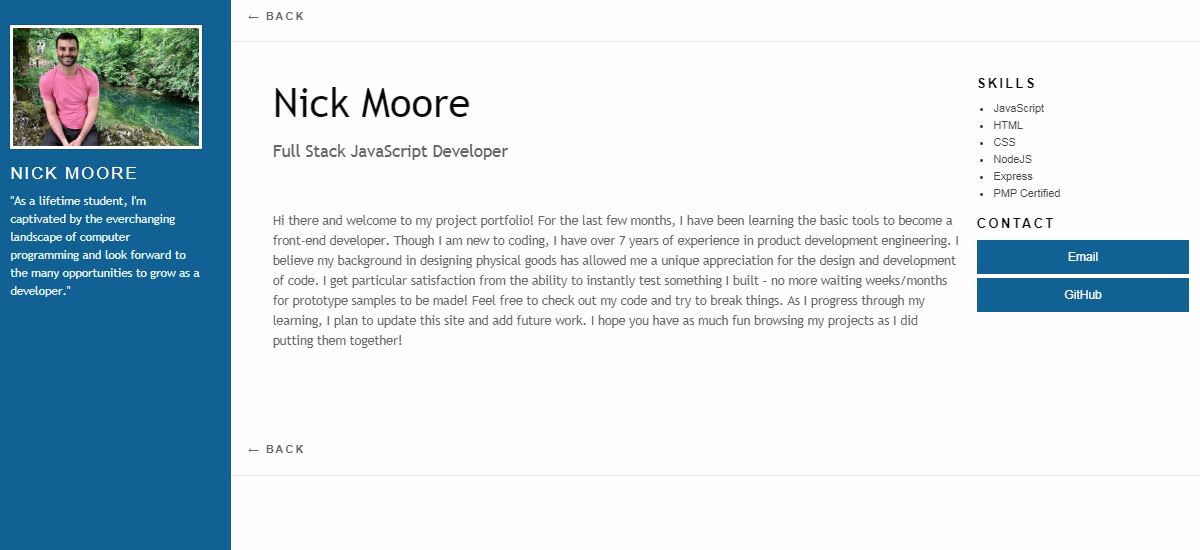 NICK MOORE
"As a lifetime student, I'm
captivated by the everchanging
landscape of computer
programming and look forward to
the many opportunities to grow as a
developer."
← BACK
Nick Moore
Full Stack JavaScript Developer
Hi there and welcome to my project portfolio! For the last few months, I have been learning the basic tools to become a
front-end developer. Though I am new to coding, I have over 7 years of experience in product development engineering. I
believe my background in designing physical goods has allowed me a unique appreciation for the design and development
of code. I get particular satisfaction from the ability to instantly test something I built - no more waiting weeks/months
for prototype samples to be made! Feel free to check out my code and try to break things. As I progress through my
learning, I plan to update this site and add future work. I hope you have as much fun browsing my projects as I did
putting them together!
SKILLS
• JavaScript
• HTML
• CSS
• NodeJS
• Express
• PMP Certified
CONTACT
Email
GitHub
← BACK